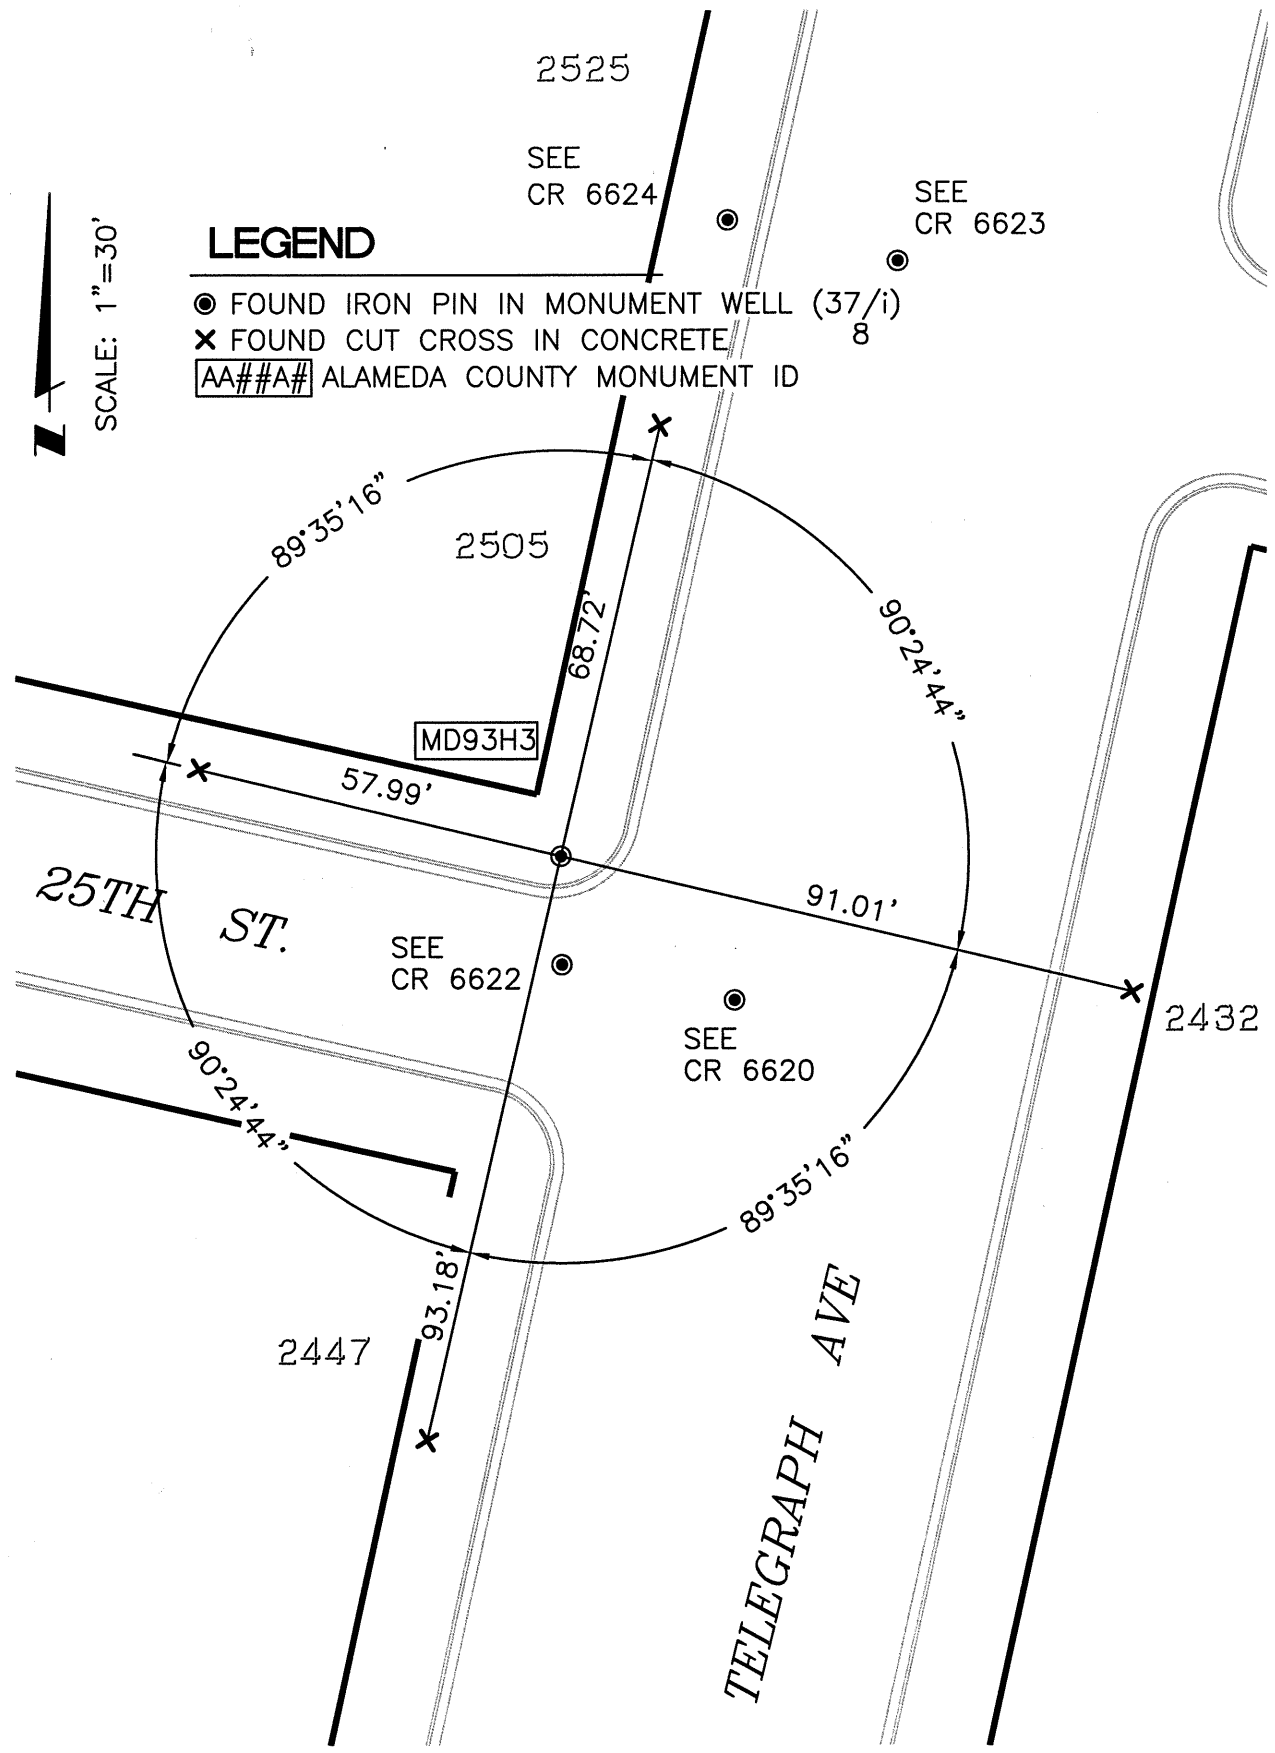 2525
SEE
CR 6624
SEE
CR 6623
SCALE: 1"=30'
LEGEND
FOUND IRON PIN IN MONUMENT WELL (37/i)
8
FOUND CUT CROSS IN CONCRETE
AA##A# ALAMEDA COUNTY MONUMENT ID
Z
89°35'16"
2505
68.72'
90°24'44"
MD93H3
57.99'
25TH ST.
91.01'
SEE
CR 6622
2432
SEE
CR 6620
90°24'44"
89°35'16"
93.18'
2447
TELEGRAPH AVE